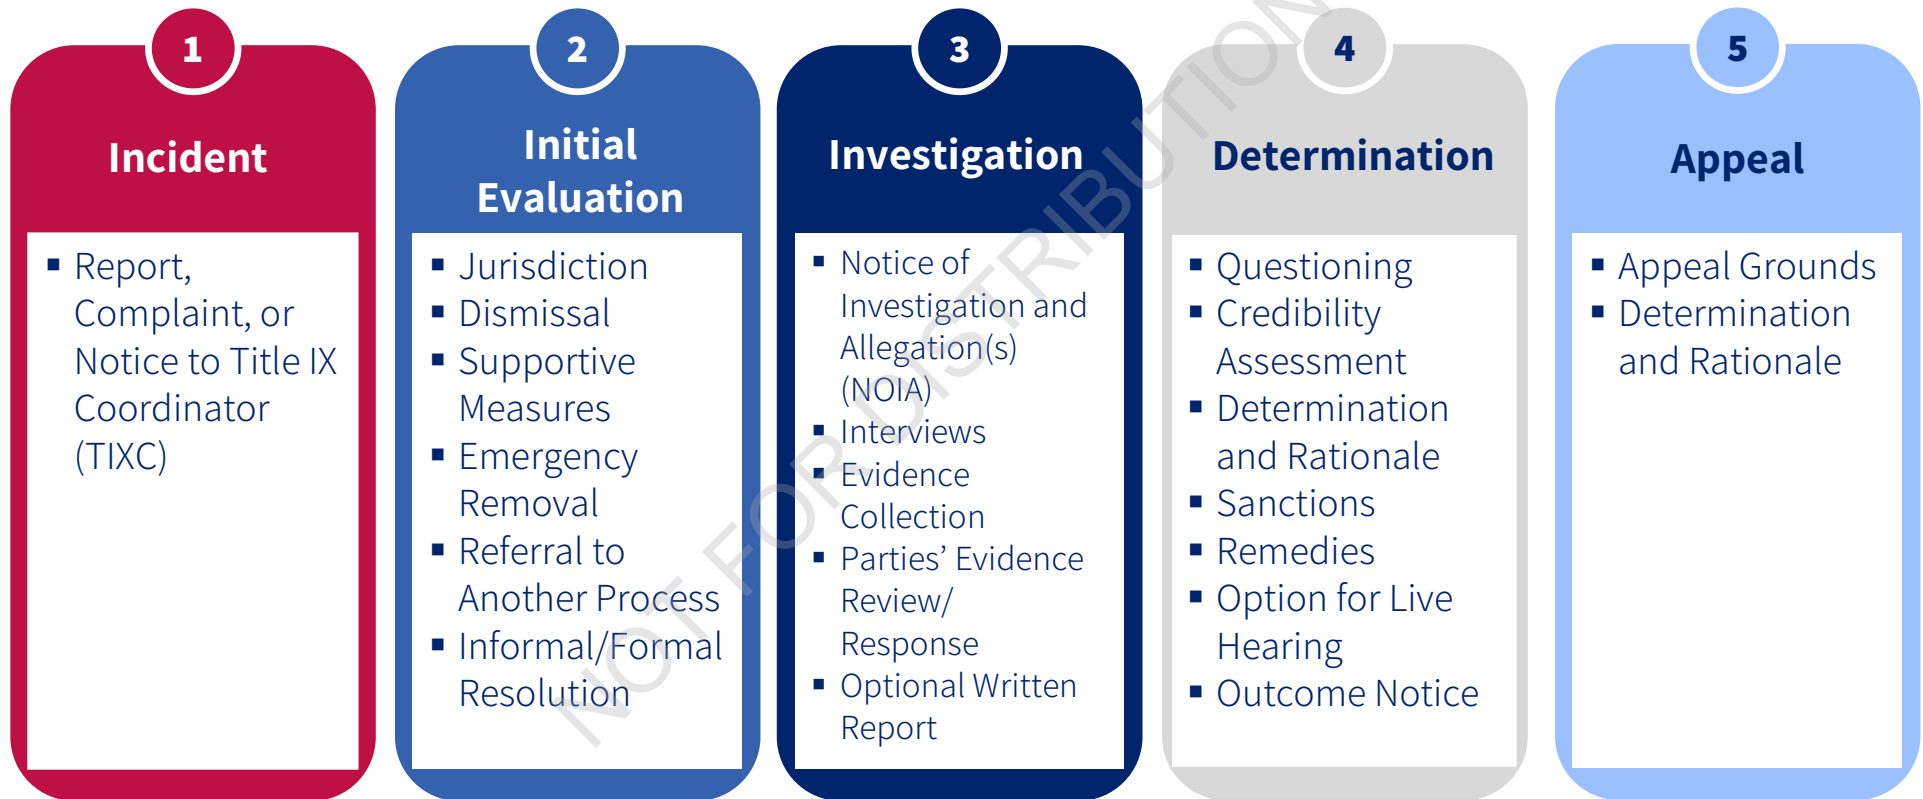 1
Incident
▪ Report,
Complaint, or
Notice to Title IX
Coordinator
(TIXC)
2
Initial
Evaluation
▪ Jurisdiction
▪ Dismissal
▪ Supportive
Measures
▪ Emergency
Removal
▪ Referral to
Another Process
▪ Informal/Formal
Resolution
3
Investigation
▪ Notice of
Investigation and
Allegation(s)
(NOIA)
▪ Interviews
▪ Evidence
Collection
▪ Parties’ Evidence
Review/
Response
▪ Optional Written
Report
4
Determination
▪ Questioning
▪ Credibility
Assessment
▪ Determination
and Rationale
▪ Sanctions
▪ Remedies
▪ Option for Live
Hearing
▪ Outcome Notice
5
Appeal
▪ Appeal Grounds
▪ Determination
and Rationale
NOT FOR DISTRIBUTION